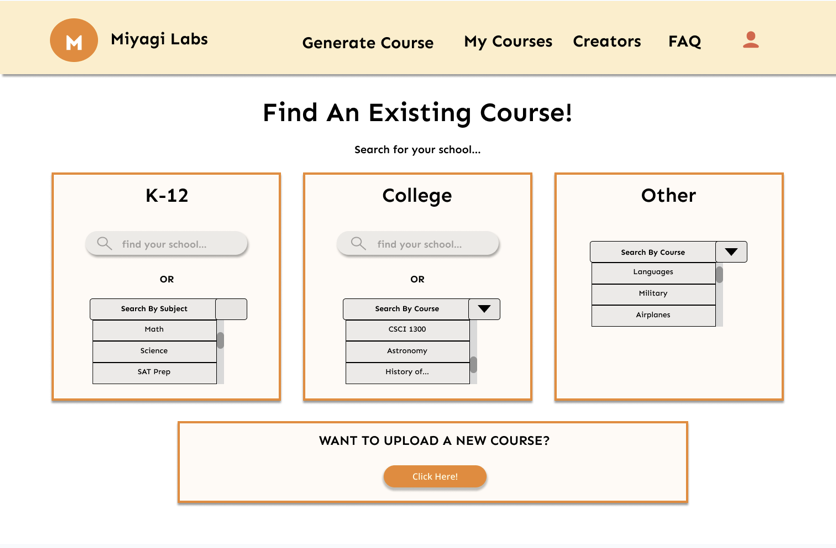 M
Miyagi Labs
Generate Course
My Courses
Creators
FAQ
Find An Existing Course!
Search for your school...
K-12
find your school...
OR
Search By Subject
Math
Science
SAT Prep
College
find your school...
OR
Search By Course
CSCI 1300
Astronomy
History of...
Other
Search By Course
Languages
Military
Airplanes
WANT TO UPLOAD A NEW COURSE?
Click Here!